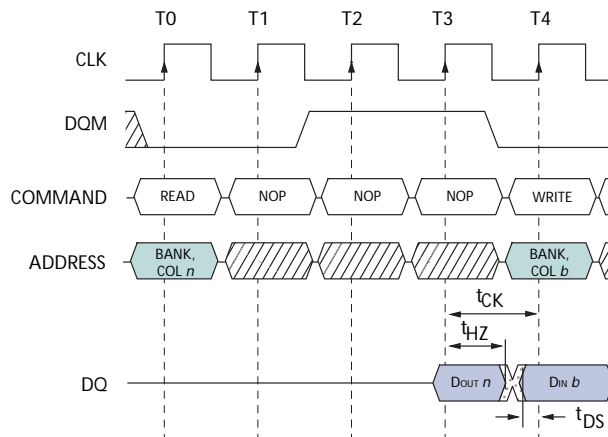 T0 T1 T2 T3 T4
CLK
DQM
COMMAND READ NOP NOP NOP WRITE
ADDRESS BANK, COL n BANK, COL b
tCK
tHZ
DQ DOUT n DIN b
tDS